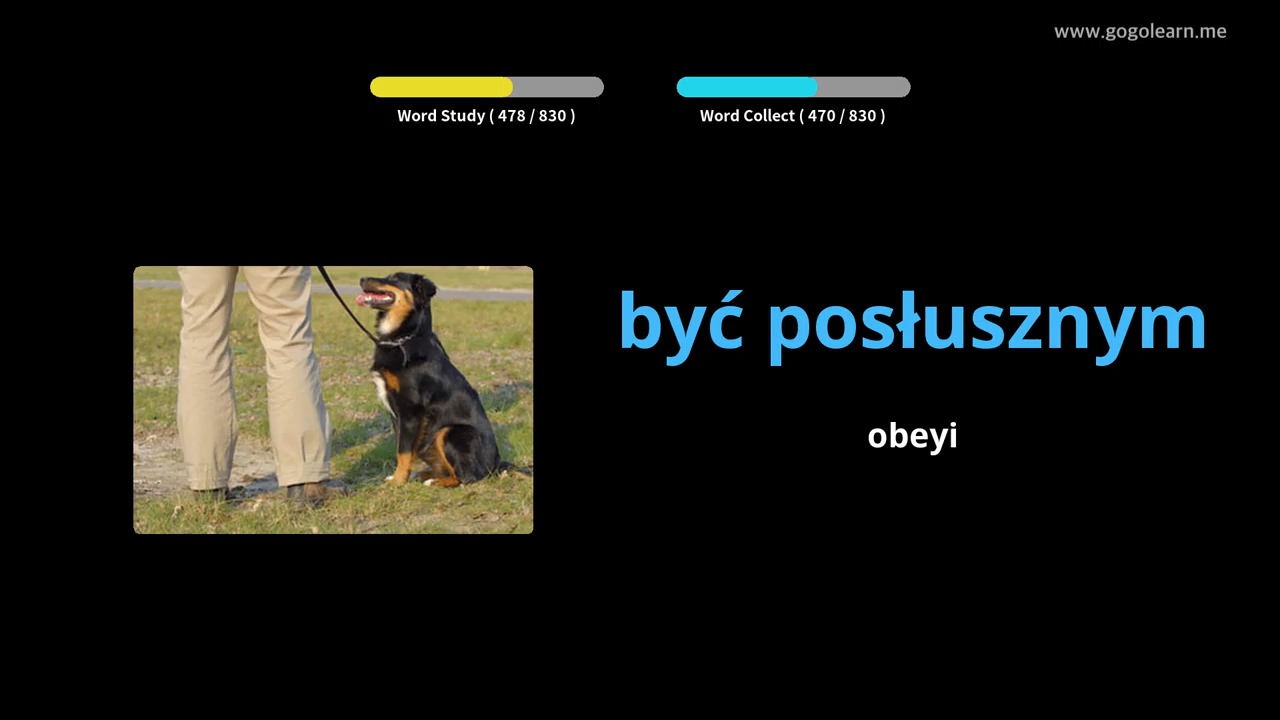 www.gogolearn.me
Word Study ( 478 / 830 )
Word Collect ( 470 / 830 )
być posłusznym
obeyi